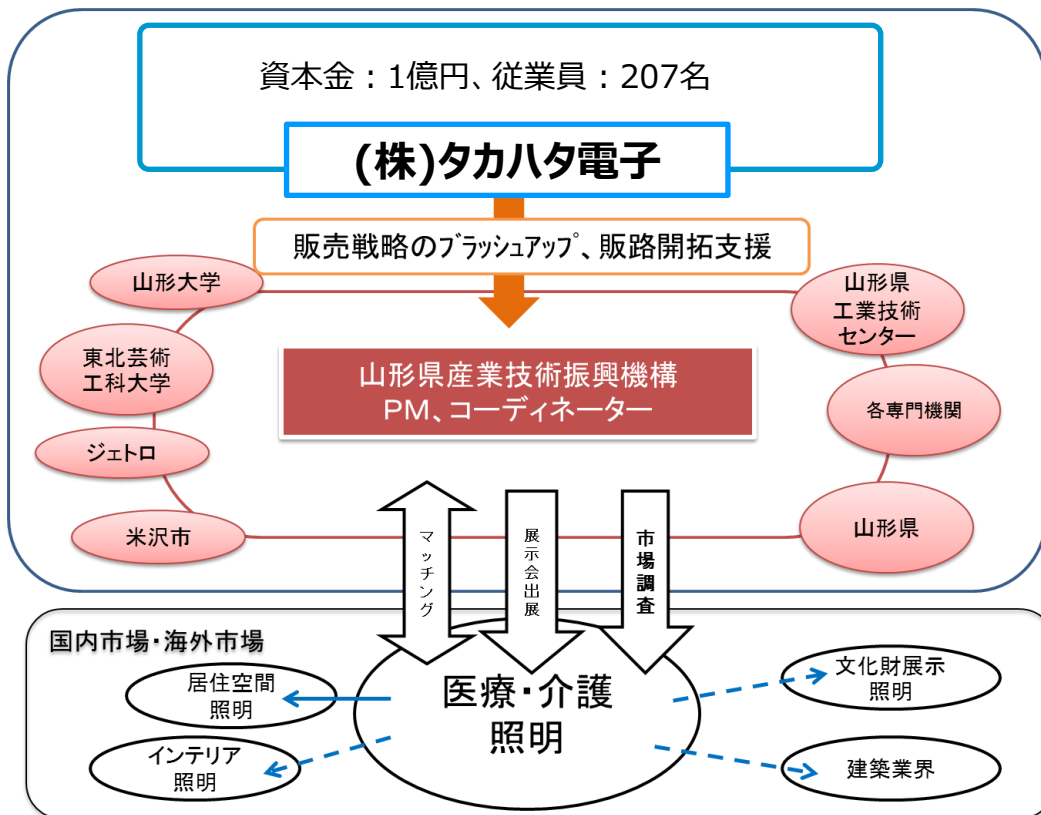 資本金：1億円、従業員：207名
(株)タカハタ電子
販売戦略のﾌﾞﾗｯｼｭｱｯﾌﾟ、販路開拓支援
山形大学
山形県
工業技術
センター
東北芸術
工科大学
山形県産業技術振興機構
ＰＭ、コーディネーター
各専門機関
ジェトロ
米沢市
山形県
マッチング
展示会出展
市場調査
国内市場・海外市場
居住空間
照明
医療・介護
照明
文化財展示
照明
インテリア
照明
建築業界